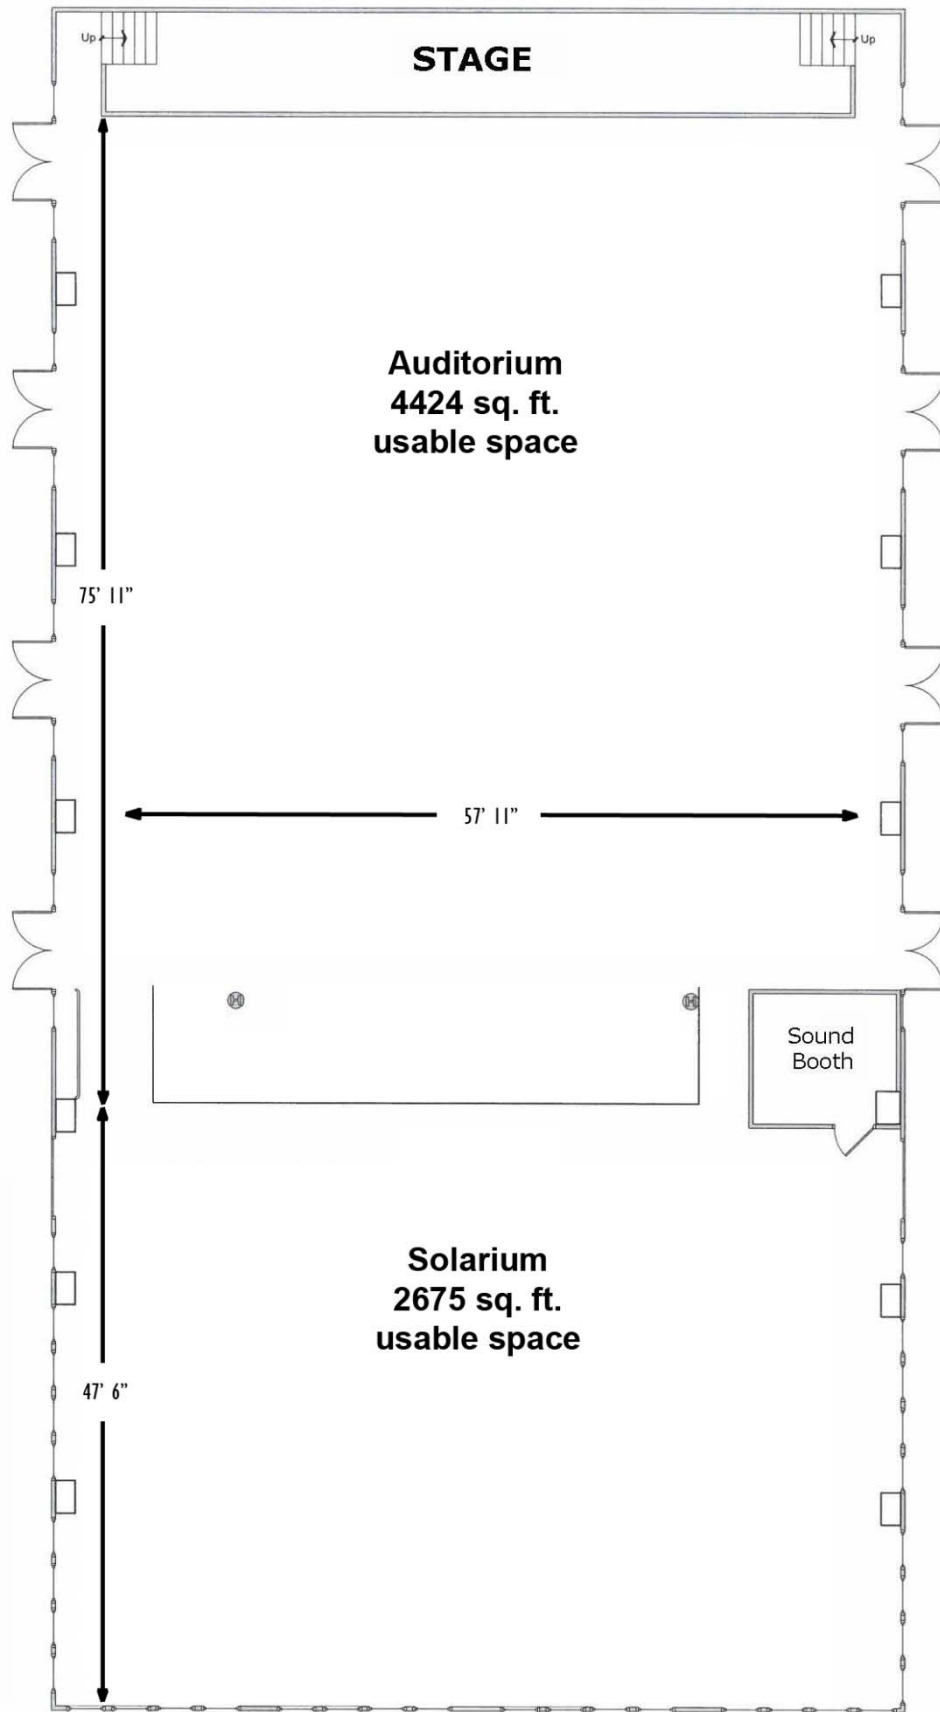 Up
STAGE
Up
Auditorium
4424 sq. ft.
usable space
75' 11”
57' 11”
Sound
Booth
Solarium
2675 sq. ft.
usable space
47' 6”